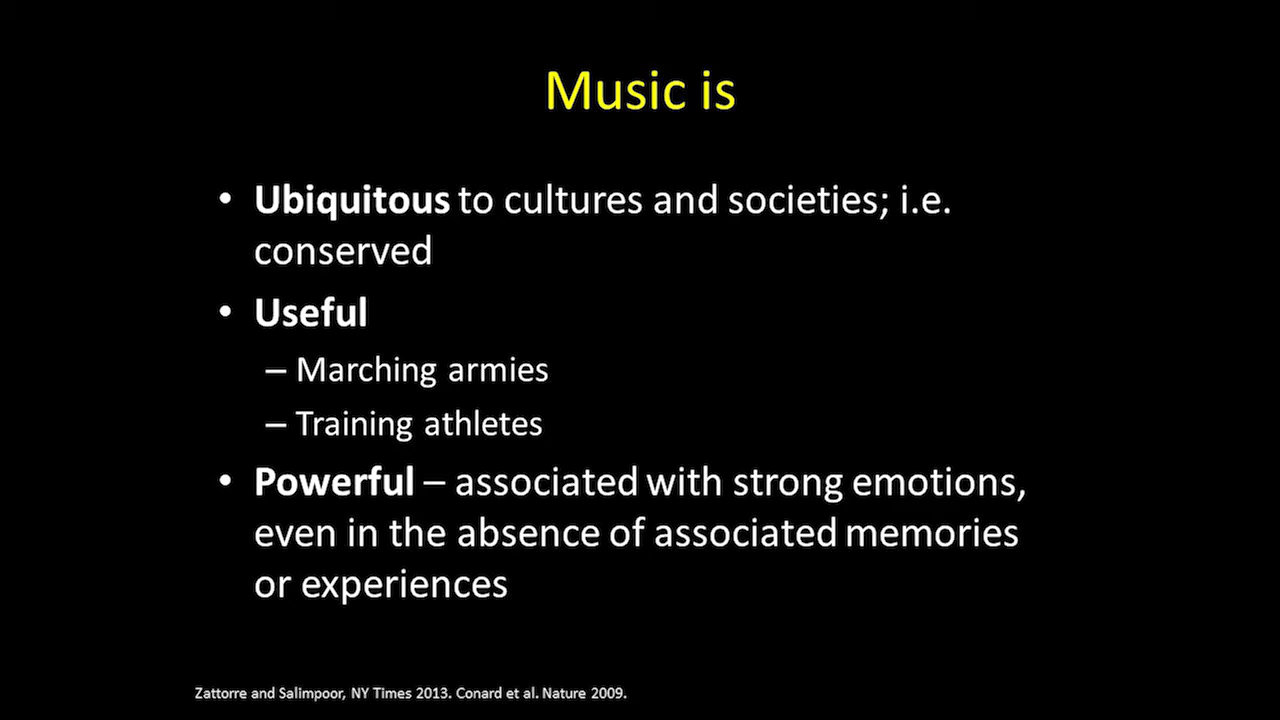 Music is
• Ubiquitous to cultures and societies; i.e.
conserved
• Useful
– Marching armies
– Training athletes
• Powerful – associated with strong emotions,
even in the absence of associated memories
or experiences
Zattorre and Salimpoor, NY Times 2013. Conard et al. Nature 2009.